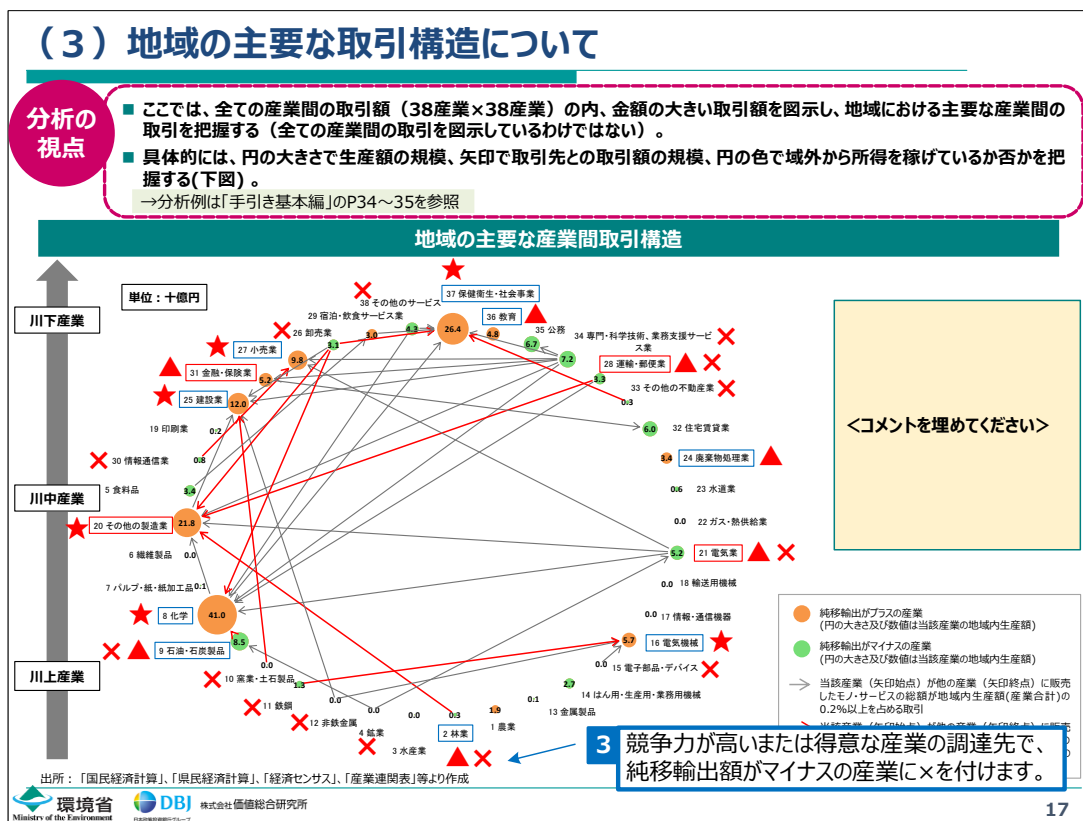 （３）地域の主要な取引構造について
分析の
視点
■ ここでは、全ての産業間の取引額（38産業×38産業）の内、金額の大きい取引額を図示し、地域における主要な産業間の
取引を把握する（全ての産業間の取引を図示しているわけではない）。
■ 具体的には、円の大きさで生産額の規模、矢印で取引先との取引額の規模、円の色で域外から所得を稼げているか否かを把
握する(下図) 。
→分析例は「手引き基本編」のP34～35を参照
地域の主要な産業間取引構造
川下産業
川中産業
川上産業
単位：十億円
37 保健衛生・社会事業
26.4
38 その他のサービス
4.3
29 宿泊・飲食サービス業
3.0
26 卸売業
3.1
27 小売業
9.8
31 金融・保険業
5.2
25 建設業
12.0
19 印刷業
0.2
30 情報通信業
0.8
5 食料品
3.4
20 その他の製造業
21.8
6 繊維製品
0.0
7 パルプ・紙・紙加工品
0.1
8 化学
41.0
9 石油・石炭製品
8.5
10 窯業・土石製品
0.0
11 鉄鋼
1.3
12 非鉄金属
0.0
4 鉱業
0.0
3 水産業
0.0
2 林業
0.3
1 農業
1.9
13 金属製品
0.1
14 はん用・生産用・業務用機械
2.7
15 電子部品・デバイス
0.0
16 電気機械
5.7
17 情報・通信機器
0.0
18 輸送用機械
0.0
21 電気業
5.2
22 ガス・熱供給業
0.0
23 水道業
0.6
24 廃棄物処理業
3.4
32 住宅賃貸業
6.0
33 その他の不動産業
0.3
28 運輸・郵便業
3.3
34 専門・科学技術、業務支援サービ
ス業
7.2
35 公務
6.7
36 教育
4.8
＜コメントを埋めてください＞
純移輸出がプラスの産業
(円の大きさ及び数値は当該産業の地域内生産額)
純移輸出がマイナスの産業
(円の大きさ及び数値は当該産業の地域内生産額)
当該産業（矢印始点）が他の産業（矢印終点）に販売
したモノ・サービスの総額が地域内生産額(産業合計)の
0.2%以上を占める取引
3 競争力が高いまたは得意な産業の調達先で、
純移輸出額がマイナスの産業に×を付けます。
出所：「国民経済計算」、「県民経済計算」、「経済センサス」、「産業連関表」等より作成
環境省
Ministry of the Environment
DBJ
日本政策投資銀行グループ
株式会社価値総合研究所
17